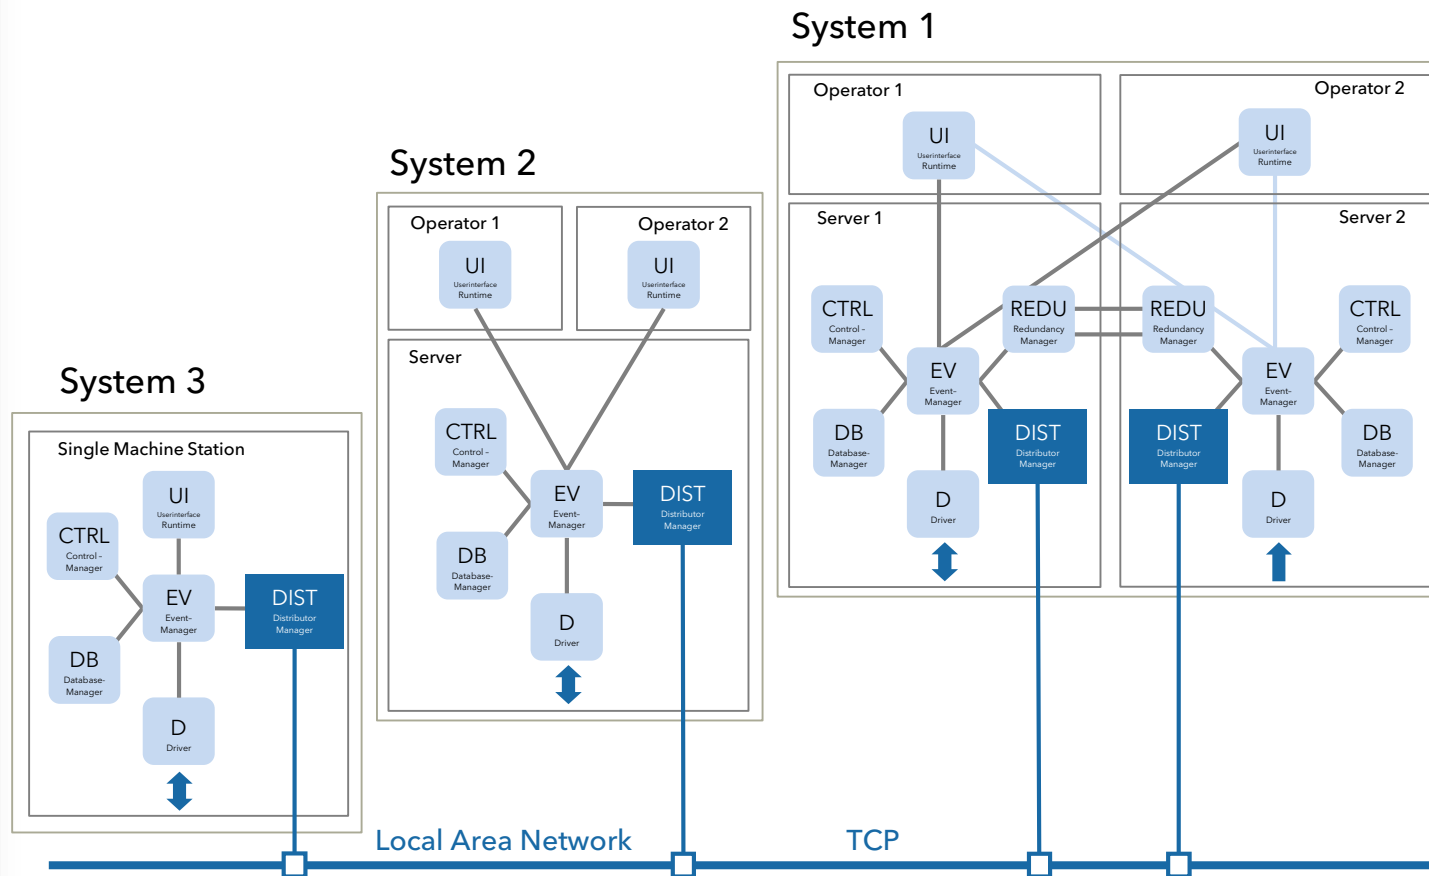 System 1
Operator 1
UI
Userinterface
Runtime
Operator 2
UI
Userinterface
Runtime
Server 1
CTRL
Control -
Manager
REDU
Redundancy
Manager
EV
Event-
Manager
DB
Database-
Manager
DIST
Distributor
Manager
D
Driver
Server 2
REDU
Redundancy
Manager
CTRL
Control -
Manager
EV
Event-
Manager
DIST
Distributor
Manager
DB
Database-
Manager
D
Driver
System 2
Operator 1
UI
Userinterface
Runtime
Operator 2
UI
Userinterface
Runtime
Server
CTRL
Control -
Manager
EV
Event-
Manager
DIST
Distributor
Manager
DB
Database-
Manager
D
Driver
System 3
Single Machine Station
UI
Userinterface
Runtime
CTRL
Control -
Manager
EV
Event-
Manager
DIST
Distributor
Manager
DB
Database-
Manager
D
Driver
Local Area Network
TCP